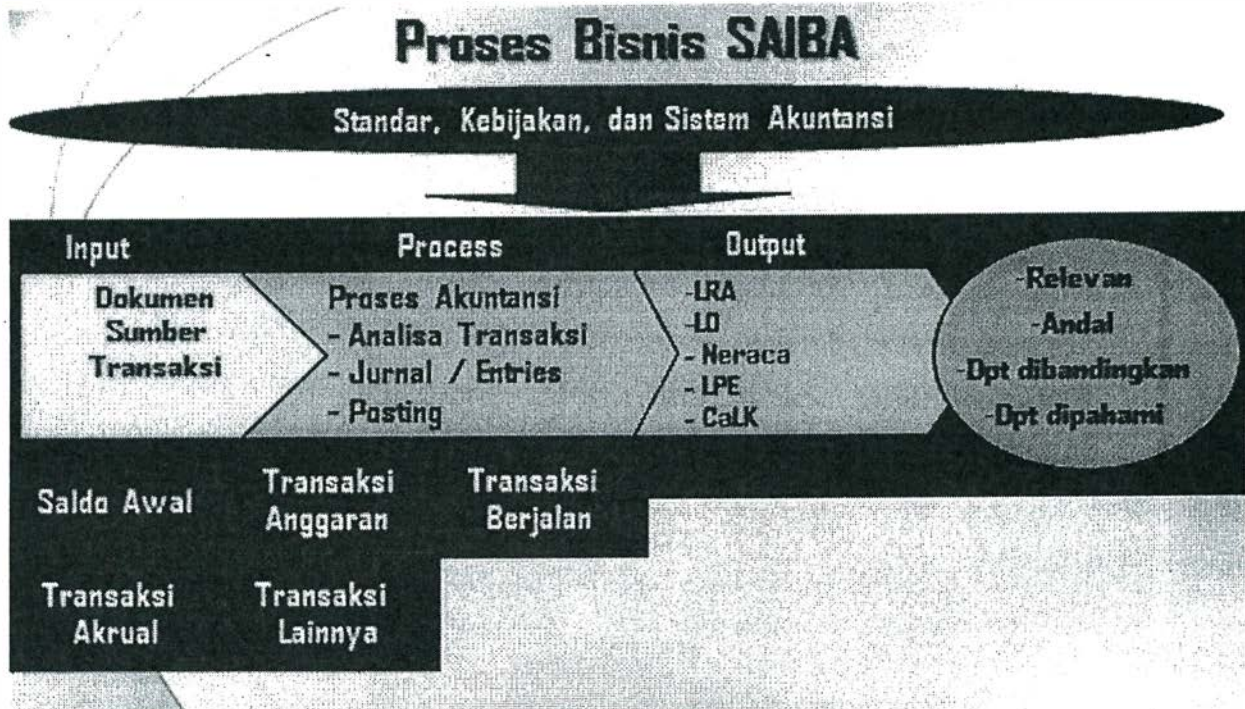 Proses Bisnis SAIBA
Standar, Kebijakan, dan Sistem Akuntansi
Input
Process
Output
Dokumen
Sumber
Transaksi
Proses Akuntansi
- Analisa Transaksi
- Jurnal / Entries
- Posting
-LRA
-LO
- Neraca
- LPE
- CaLK
-Relevan
-Andal
-Dpt dibandingkan
-Dpt dipahami
Saldo Awal
Transaksi
Anggaran
Transaksi
Berjalan
Transaksi
Akrual
Transaksi
Lainnya